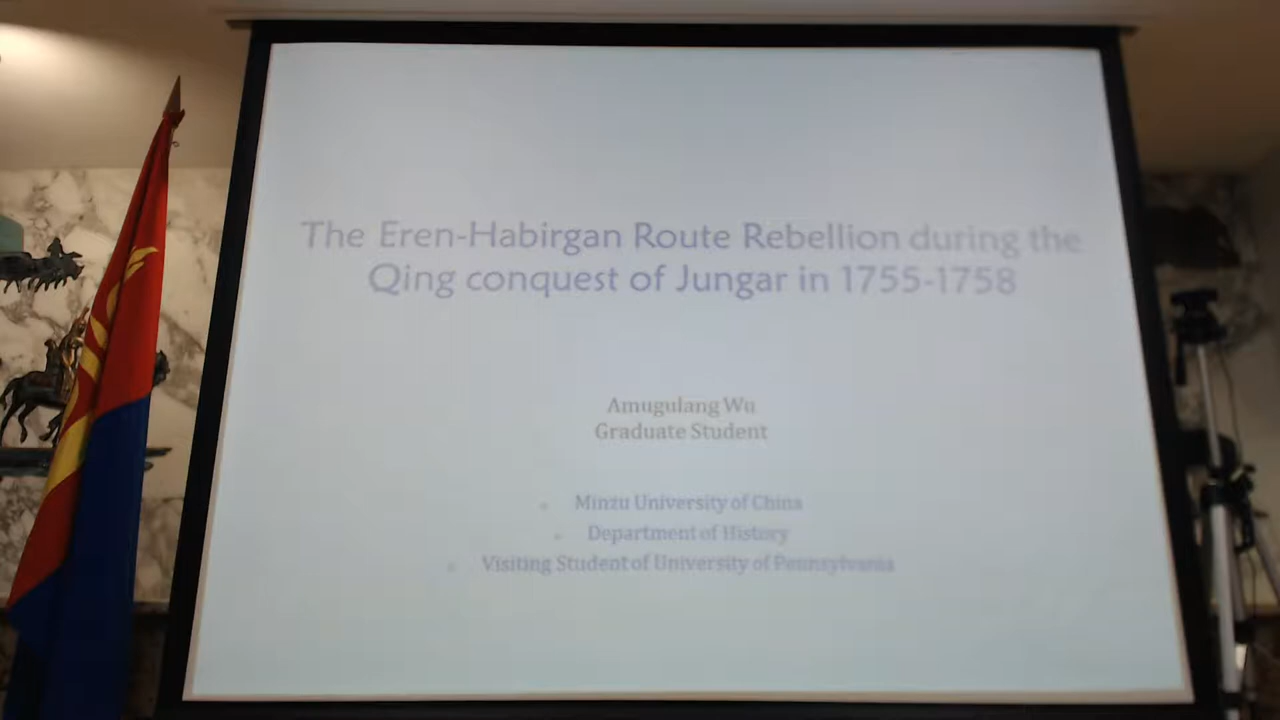 The Eren-Habirgan Route Rebellion during the
Qing conquest of Jungar in 1755-1758
Amugulang Wu
Graduate Student
Minzu University of China
Department of History
Visiting Student of University of Pennsylvania